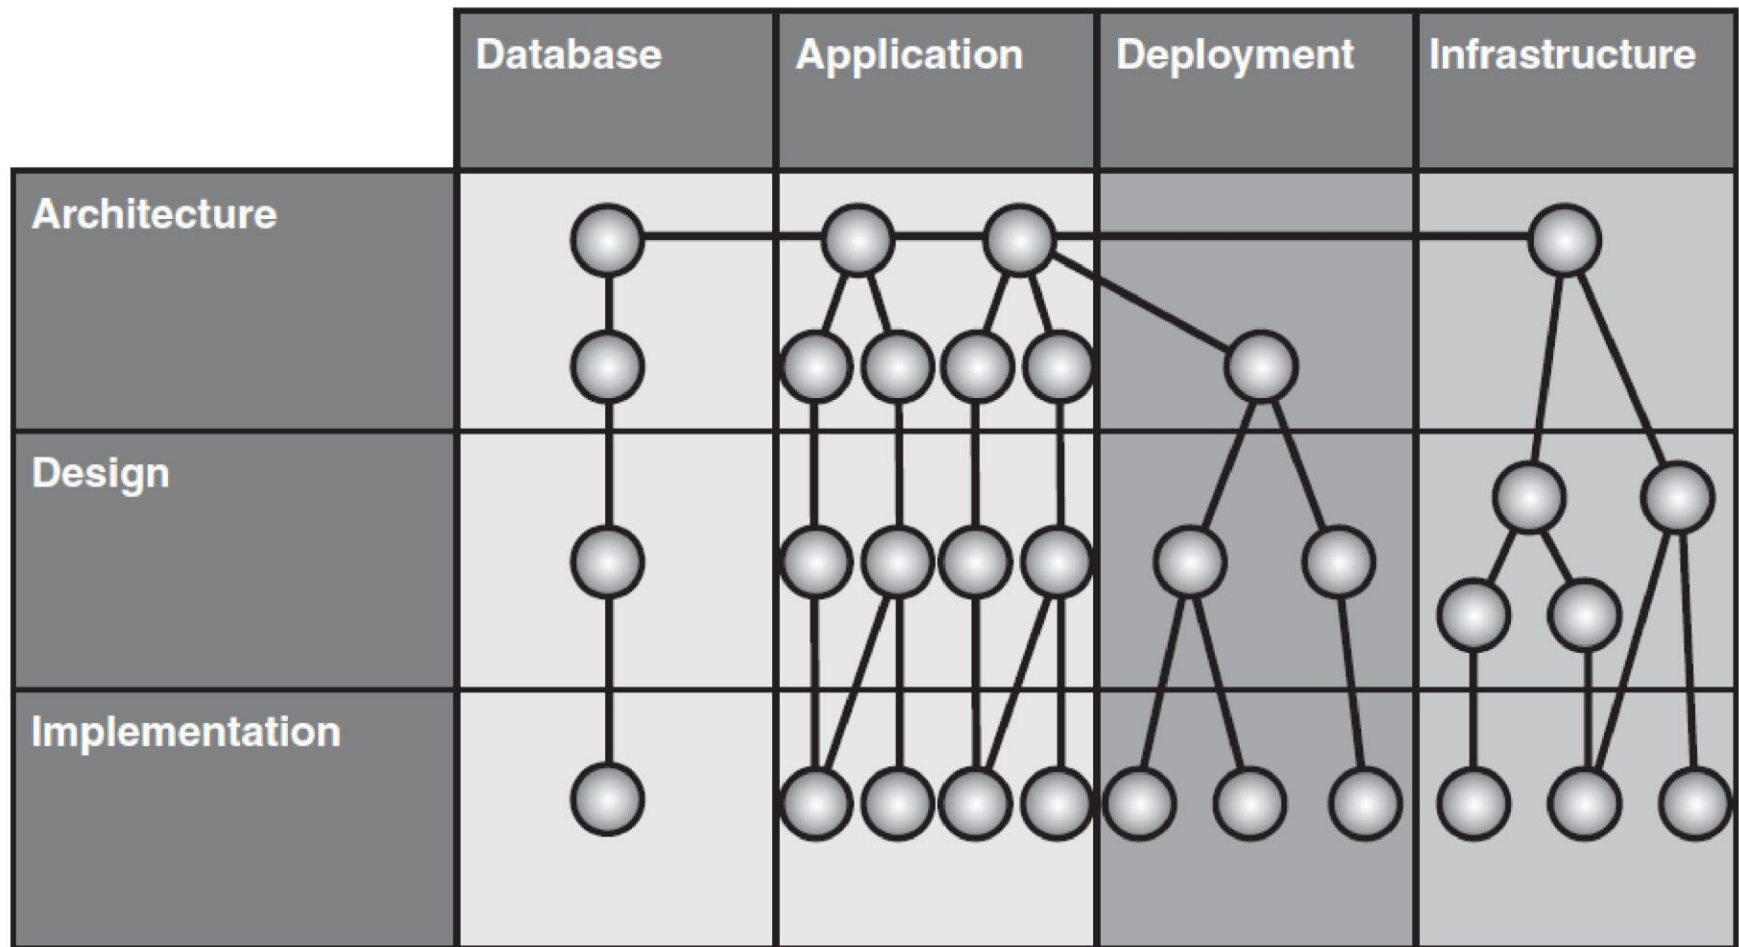 Database
Application
Deployment
Infrastructure
Architecture
Design
Implementation